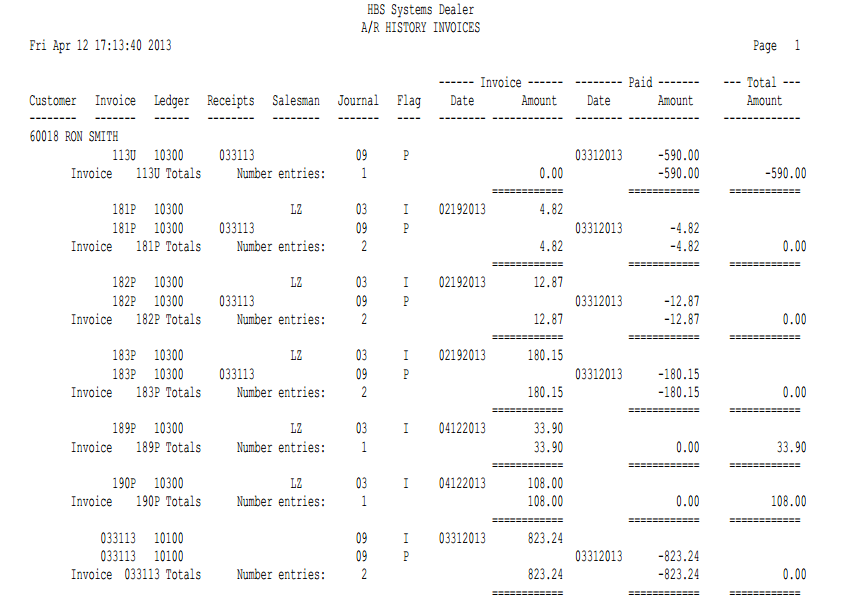 HBS Systems Dealer
A/R HISTORY INVOICES
Fri Apr 12 17:13:40 2013 Page 1
------ Invoice ------ -------- Paid ------- --- Total ---
Customer Invoice Ledger Receipts Salesman Journal Flag Date Amount Date Amount Amount
-------- ------- ------ -------- -------- ------- ---- -------- ------------ -------- ------------ -------------
60018 RON SMITH
113U 10300 033113 09 P 03312013 -590.00
Invoice 113U Totals Number entries: 1 0.00 -590.00 -590.00
============ ============ ============
181P 10300 LZ 03 I 02192013 4.82
181P 10300 033113 09 P 03312013 -4.82
Invoice 181P Totals Number entries: 2 4.82 -4.82 0.00
============ ============ ============
182P 10300 LZ 03 I 02192013 12.87
182P 10300 033113 09 P 03312013 -12.87
Invoice 182P Totals Number entries: 2 12.87 -12.87 0.00
============ ============ ============
183P 10300 LZ 03 I 02192013 180.15
183P 10300 033113 09 P 03312013 -180.15
Invoice 183P Totals Number entries: 2 180.15 -180.15 0.00
============ ============ ============
189P 10300 LZ 03 I 04122013 33.90
Invoice 189P Totals Number entries: 1 33.90 0.00 33.90
============ ============ ============
190P 10300 LZ 03 I 04122013 108.00
Invoice 190P Totals Number entries: 1 108.00 0.00 108.00
============ ============ ============
033113 10100 09 I 03312013 823.24
033113 10100 09 P 03312013 -823.24
Invoice 033113 Totals Number entries: 2 823.24 -823.24 0.00
============ ============ ============